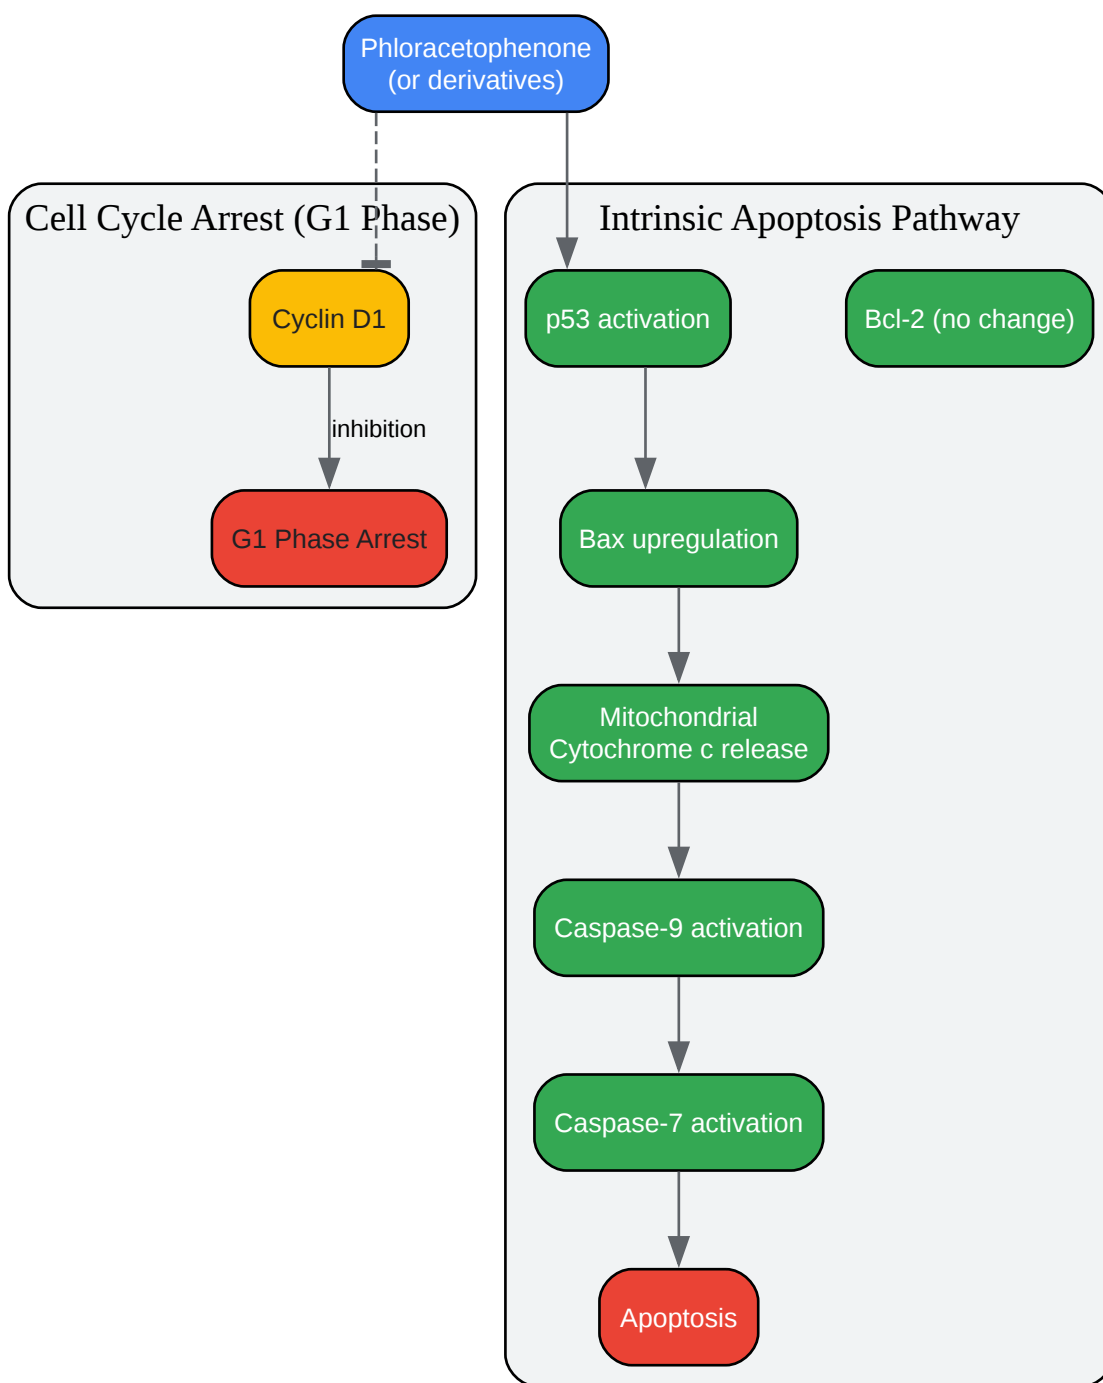 Phloracetophenone
(or derivatives)
Cell Cycle Arrest (G1 Phase)
Cyclin D1
inhibition
G1 Phase Arrest
Intrinsic Apoptosis Pathway
p53 activation
Bcl-2 (no change)
Bax upregulation
Mitochondrial
Cytochrome c release
Caspase-9 activation
Caspase-7 activation
Apoptosis